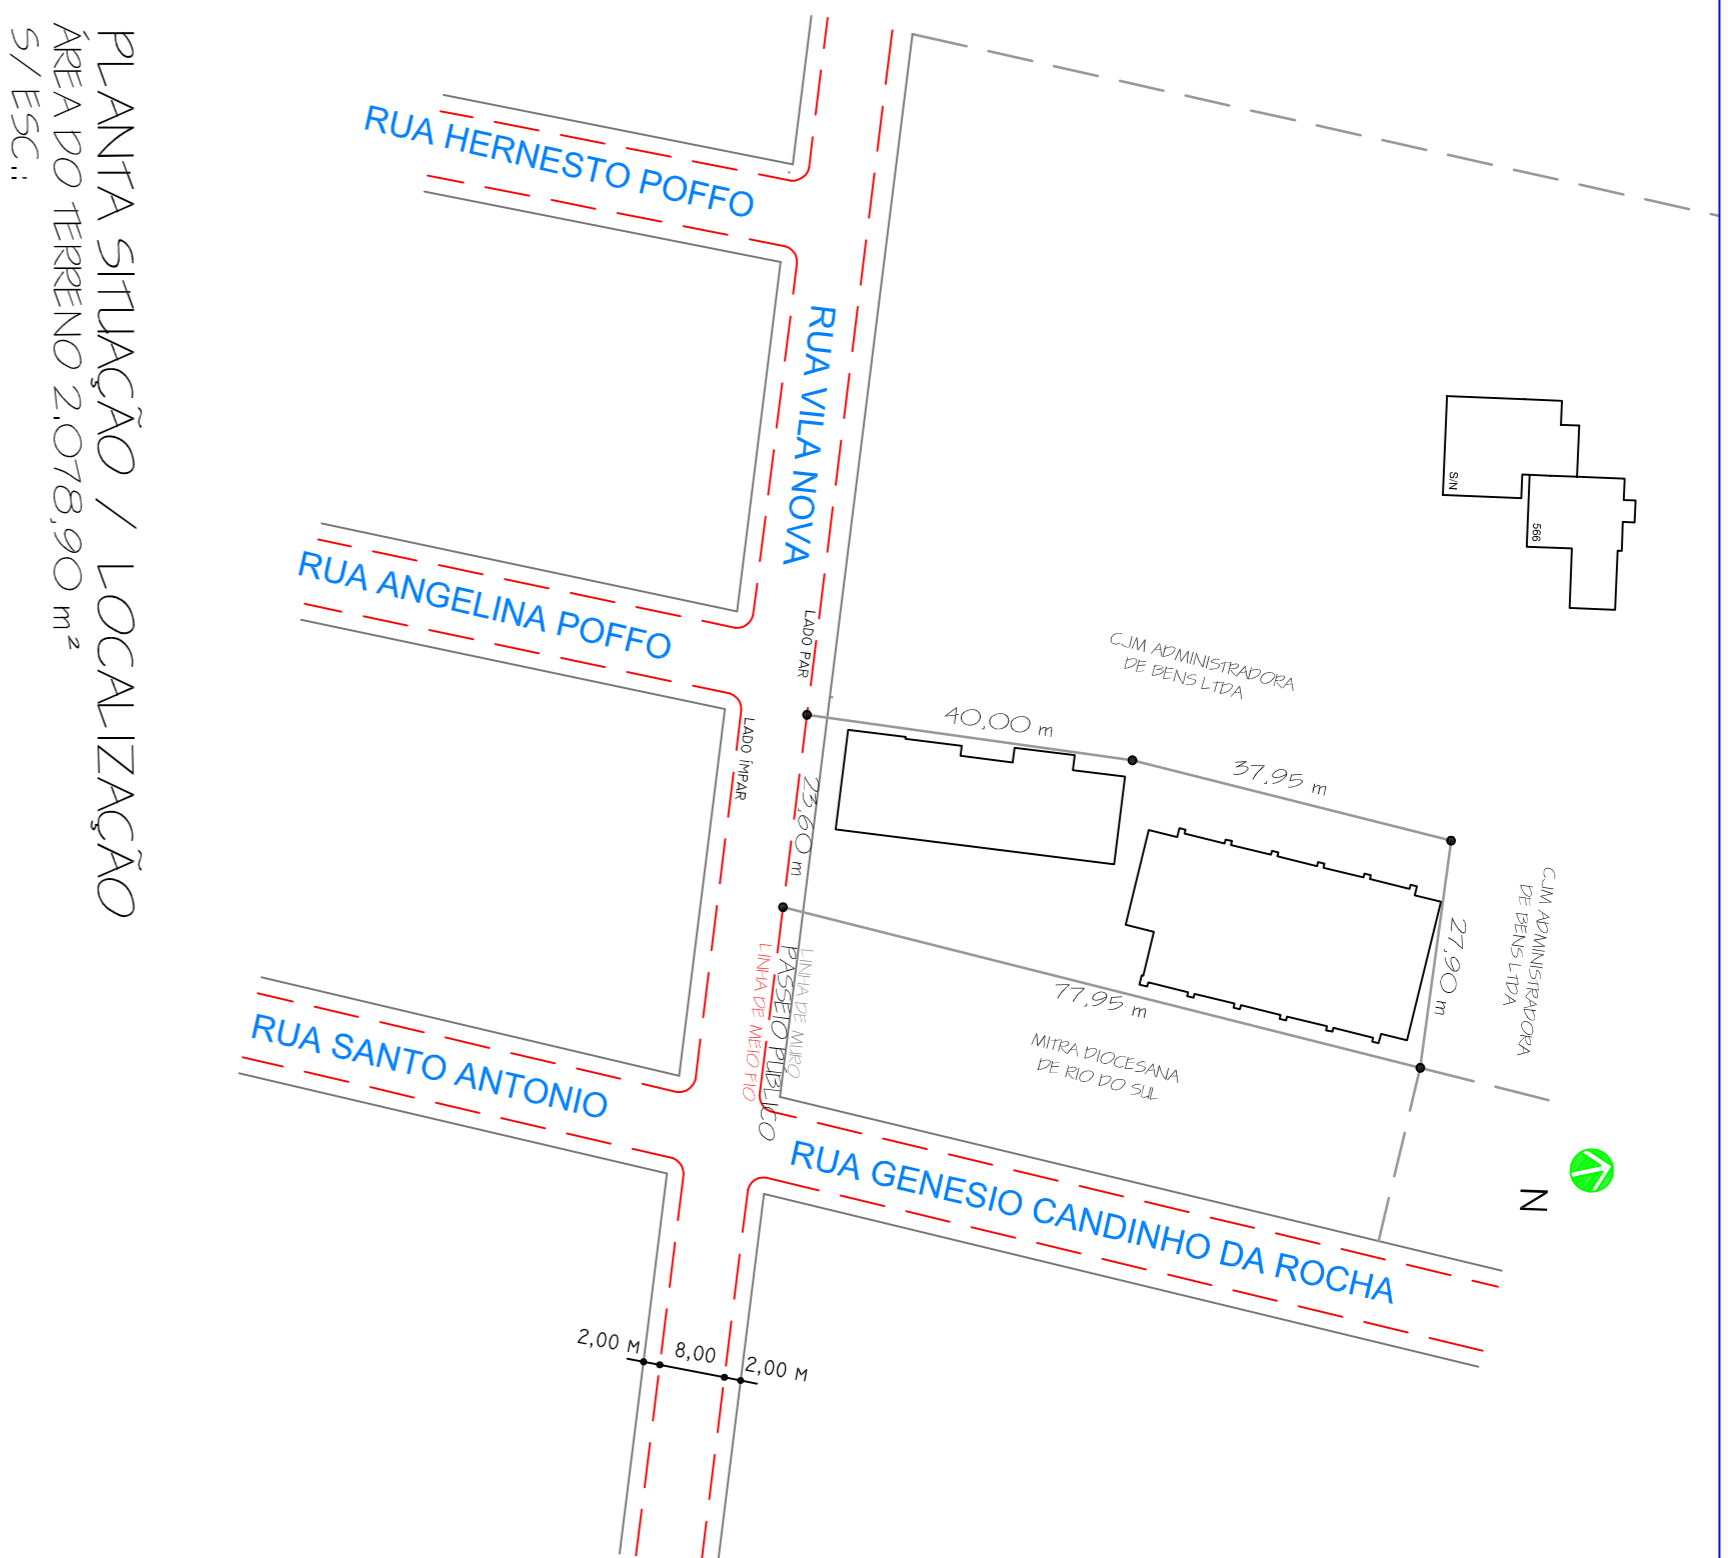 PLANTA SITUAÇÃO / LOCALIZAÇÃO
ÁREA DO TERRENO 2.078,90 m²
S/ ESC.:
RUA HERNESTO POFFO
RUA VILA NOVA
RUA ANGELINA POFFO
LADO PAR
LADO ÍMPAR
S/N
566
CJM ADMINISTRADORA
DE BENS LTDA
40,00 m
37,95 m
23,60 m
27,90 m
77,95 m
CJM ADMINISTRADORA
DE BENS LTDA
LINHA DE MURO
PASSEIO PUBLICO
LINHA DE MEIO FIO
MITRA DIOCESANA
DE RIO DO SUL
RUA SANTO ANTONIO
RUA GENESIO CANDINHO DA ROCHA
N
2,00 M
8,00
2,00 M